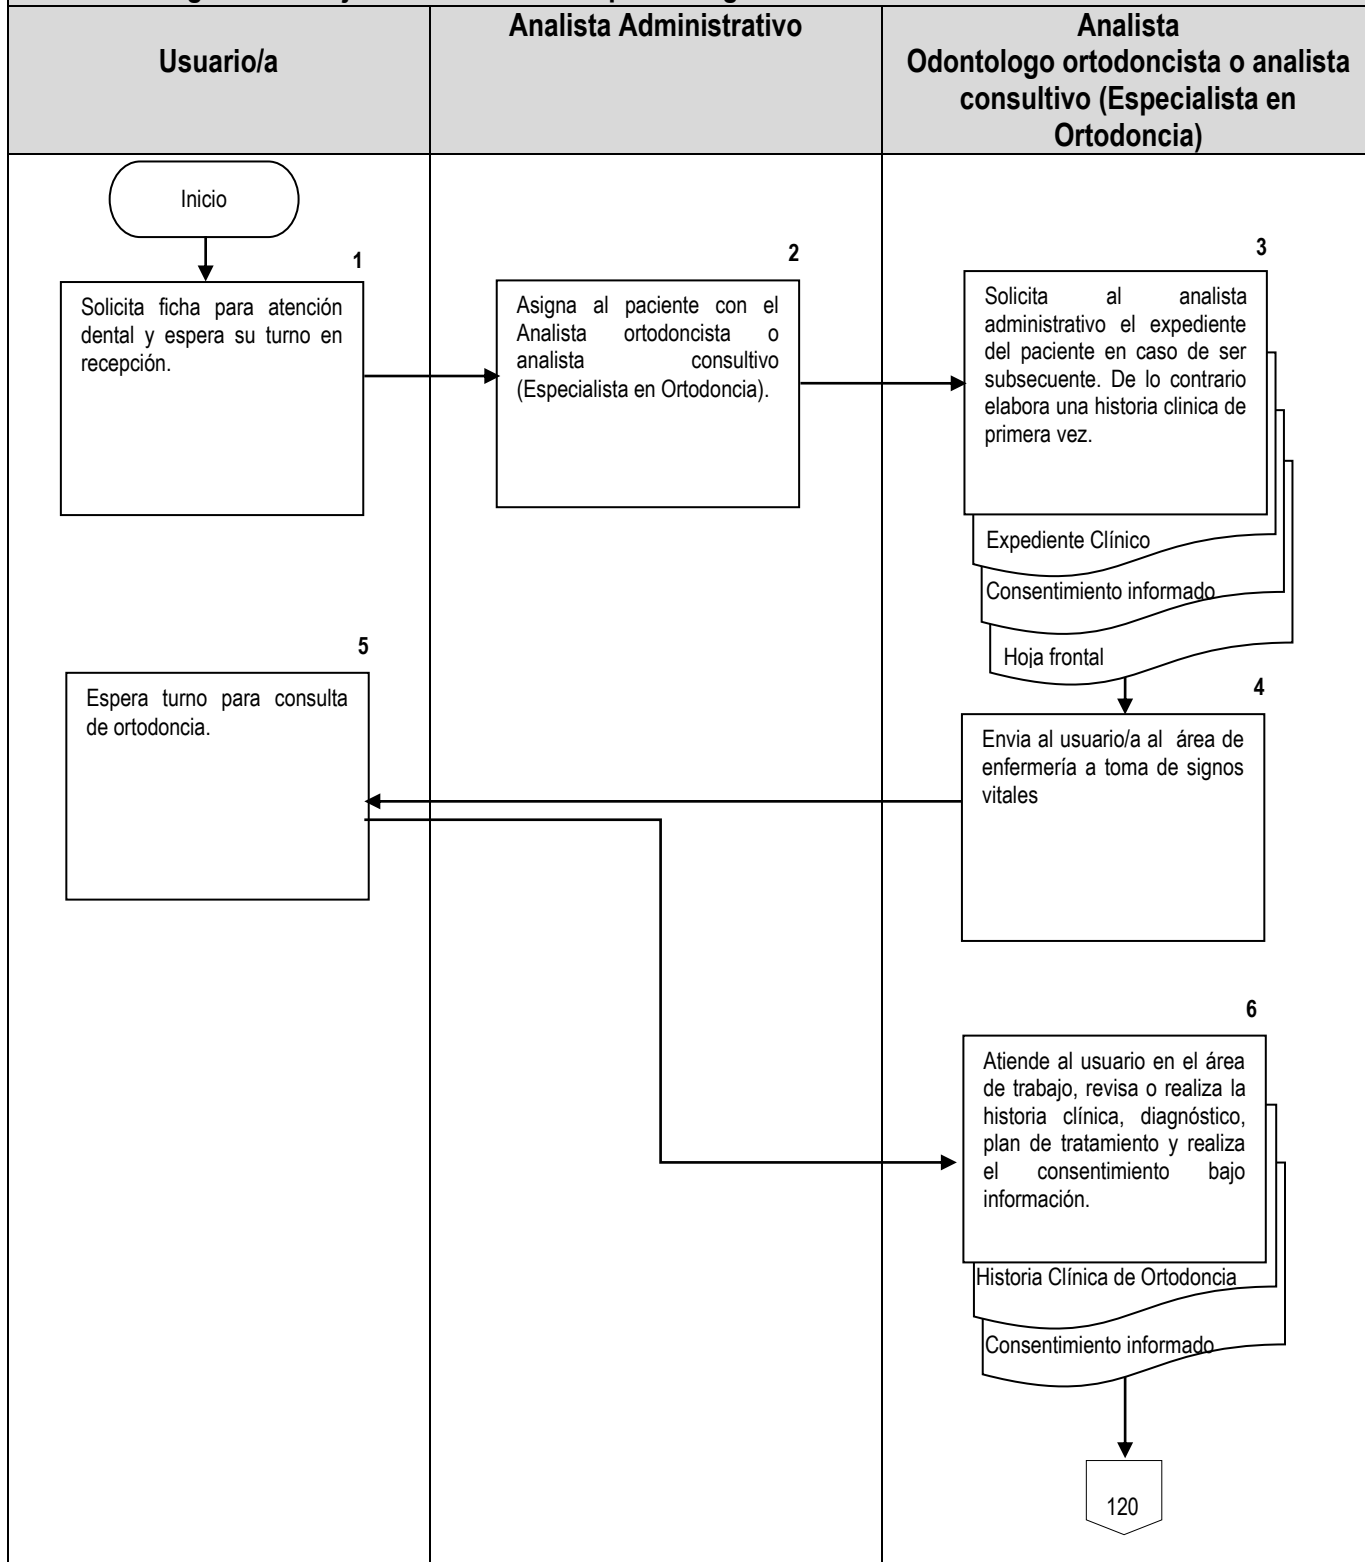 Usuario/a
Analista Administrativo
Analista
Odontologo ortodoncista o analista
consultivo (Especialista en
Ortodoncia)
Inicio
1
Solicita ficha para atención
dental y espera su turno en
recepción.
2
Asigna al paciente con el
Analista ortodoncista o
analista consultivo
(Especialista en Ortodoncia).
3
Solicita al analista
administrativo el expediente
del paciente en caso de ser
subsecuente. De lo contrario
elabora una historia clinica de
primera vez.
Expediente Clínico
Consentimiento informado
Hoja frontal
4
Envia al usuario/a al área de
enfermería a toma de signos
vitales
5
Espera turno para consulta
de ortodoncia.
6
Atiende al usuario en el área
de trabajo, revisa o realiza la
historia clínica, diagnóstico,
plan de tratamiento y realiza
el consentimiento bajo
información.
Historia Clínica de Ortodoncia
Consentimiento informado
120